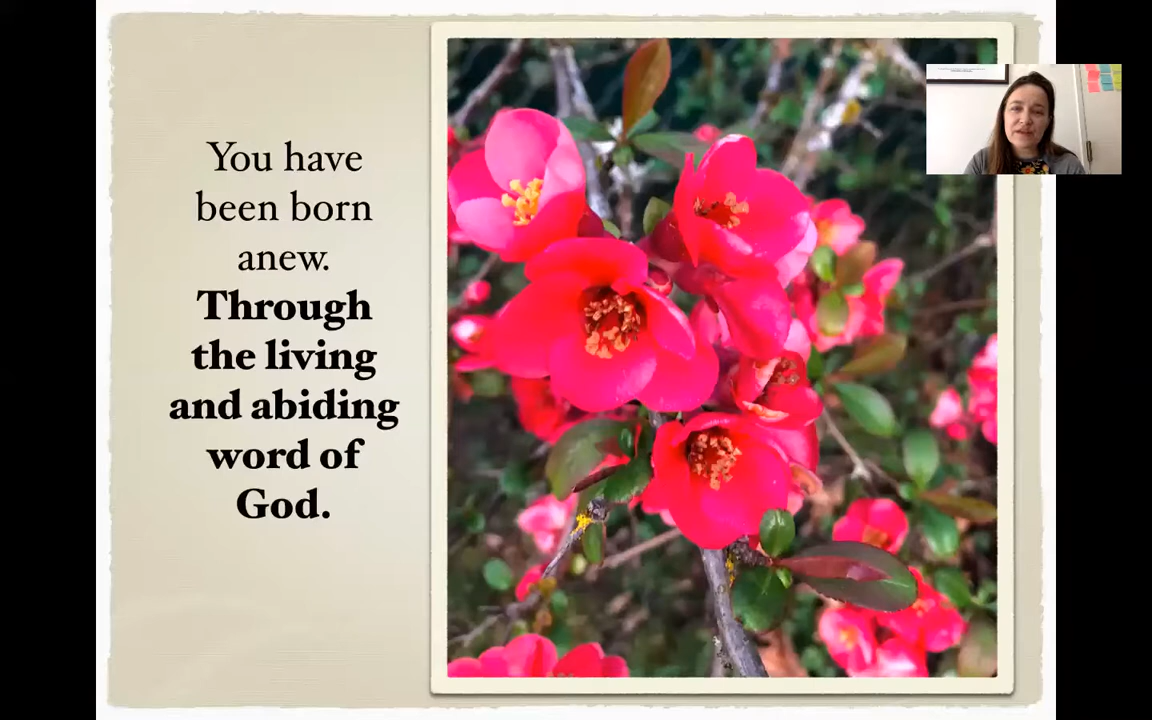 You have
been born
anew.
Through
the living
and abiding
word of
God.